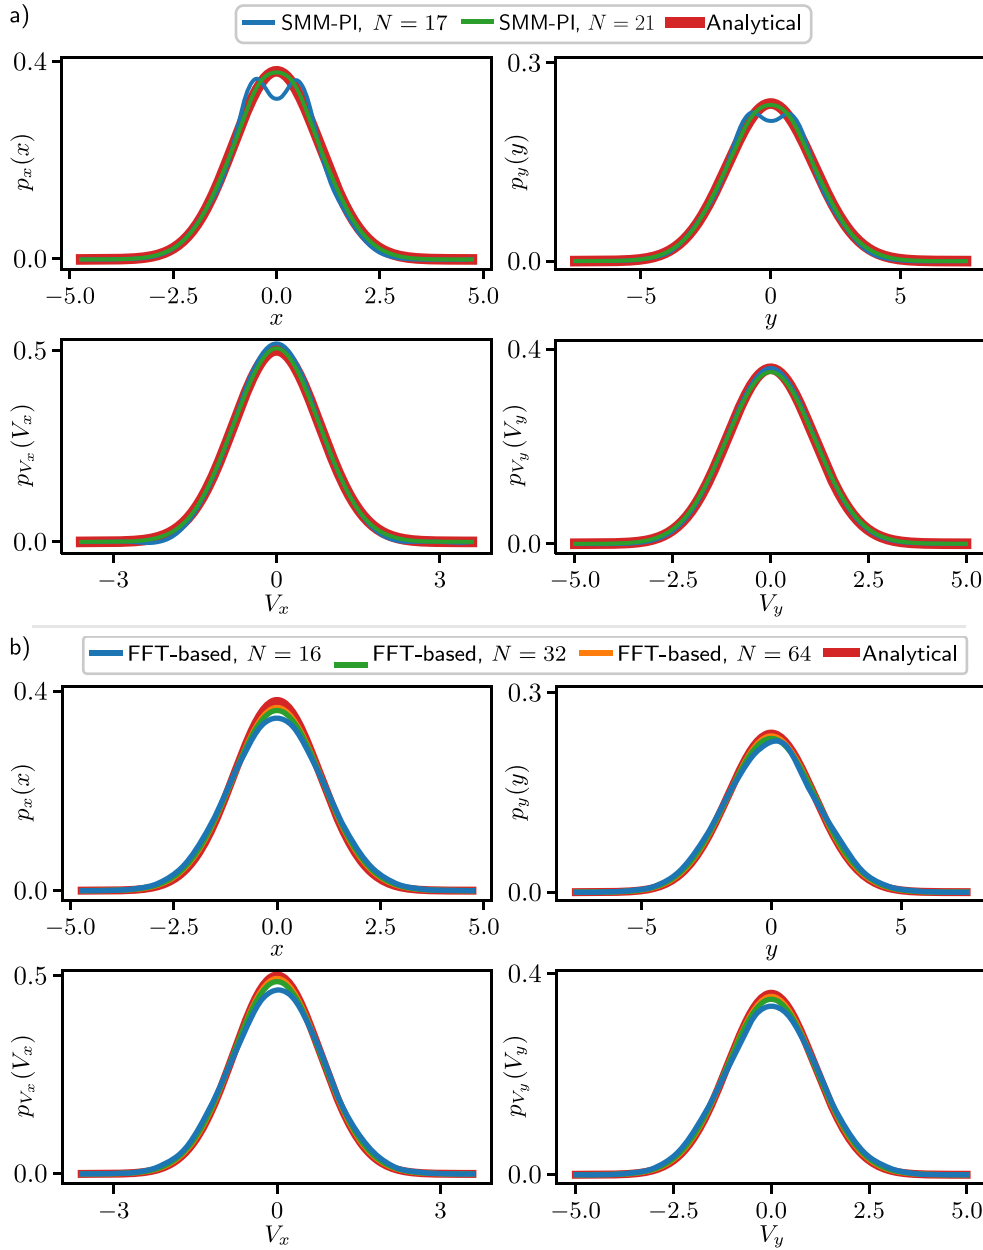 a)
SMM-PI, N = 17 SMM-PI, N = 21 Analytical
0.4
0.0
p_x(x)
−5.0 −2.5 0.0 2.5 5.0
x
0.3
0.0
p_y(y)
−5 0 5
y
0.5
0.0
p_{V_x}(V_x)
−3 0 3
V_x
0.4
0.0
p_{V_y}(V_y)
−5.0 −2.5 0.0 2.5 5.0
V_y
b)
FFT-based, N = 16 FFT-based, N = 32 FFT-based, N = 64 Analytical
0.4
0.0
p_x(x)
−5.0 −2.5 0.0 2.5 5.0
x
0.3
0.0
p_y(y)
−5 0 5
y
0.5
0.0
p_{V_x}(V_x)
−3 0 3
V_x
0.4
0.0
p_{V_y}(V_y)
−5.0 −2.5 0.0 2.5 5.0
V_y